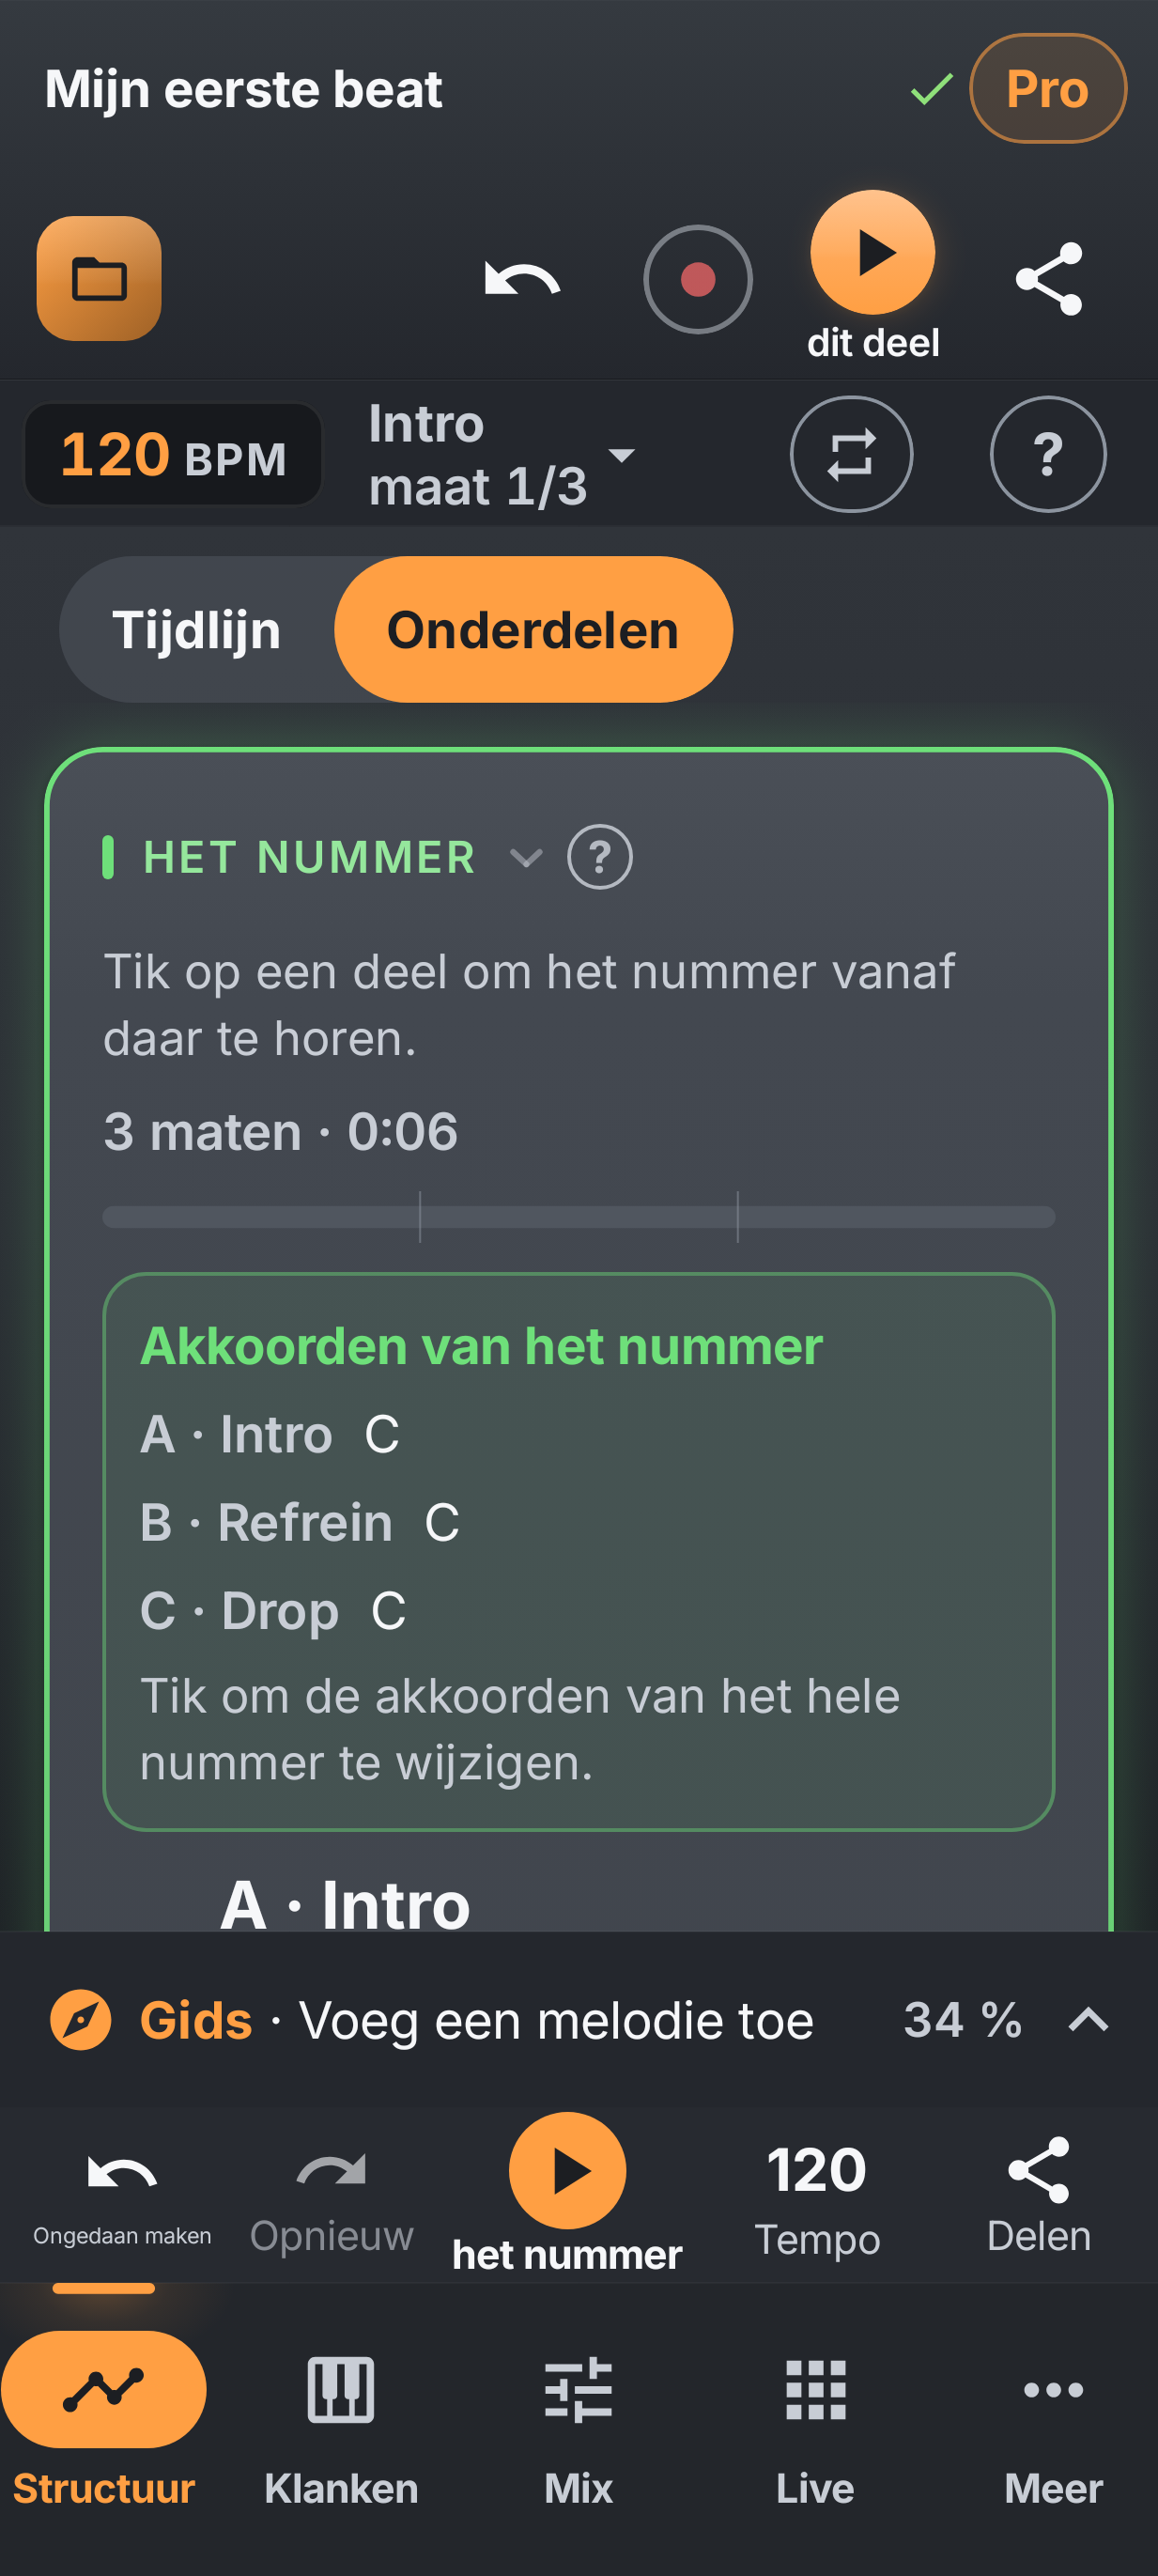 Mijn eerste beat
Pro
dit deel
120 BPM
Intro
maat 1/3
?
Tijdlijn
Onderdelen
HET NUMMER
?
Tik op een deel om het nummer vanaf
daar te horen.
3 maten · 0:06
Akkoorden van het nummer
A · Intro C
B · Refrein C
C · Drop C
Tik om de akkoorden van het hele
nummer te wijzigen.
A · Intro
Gids · Voeg een melodie toe
34 %
Ongedaan maken
Opnieuw
het nummer
120
Tempo
Delen
Structuur
Klanken
Mix
Live
Meer